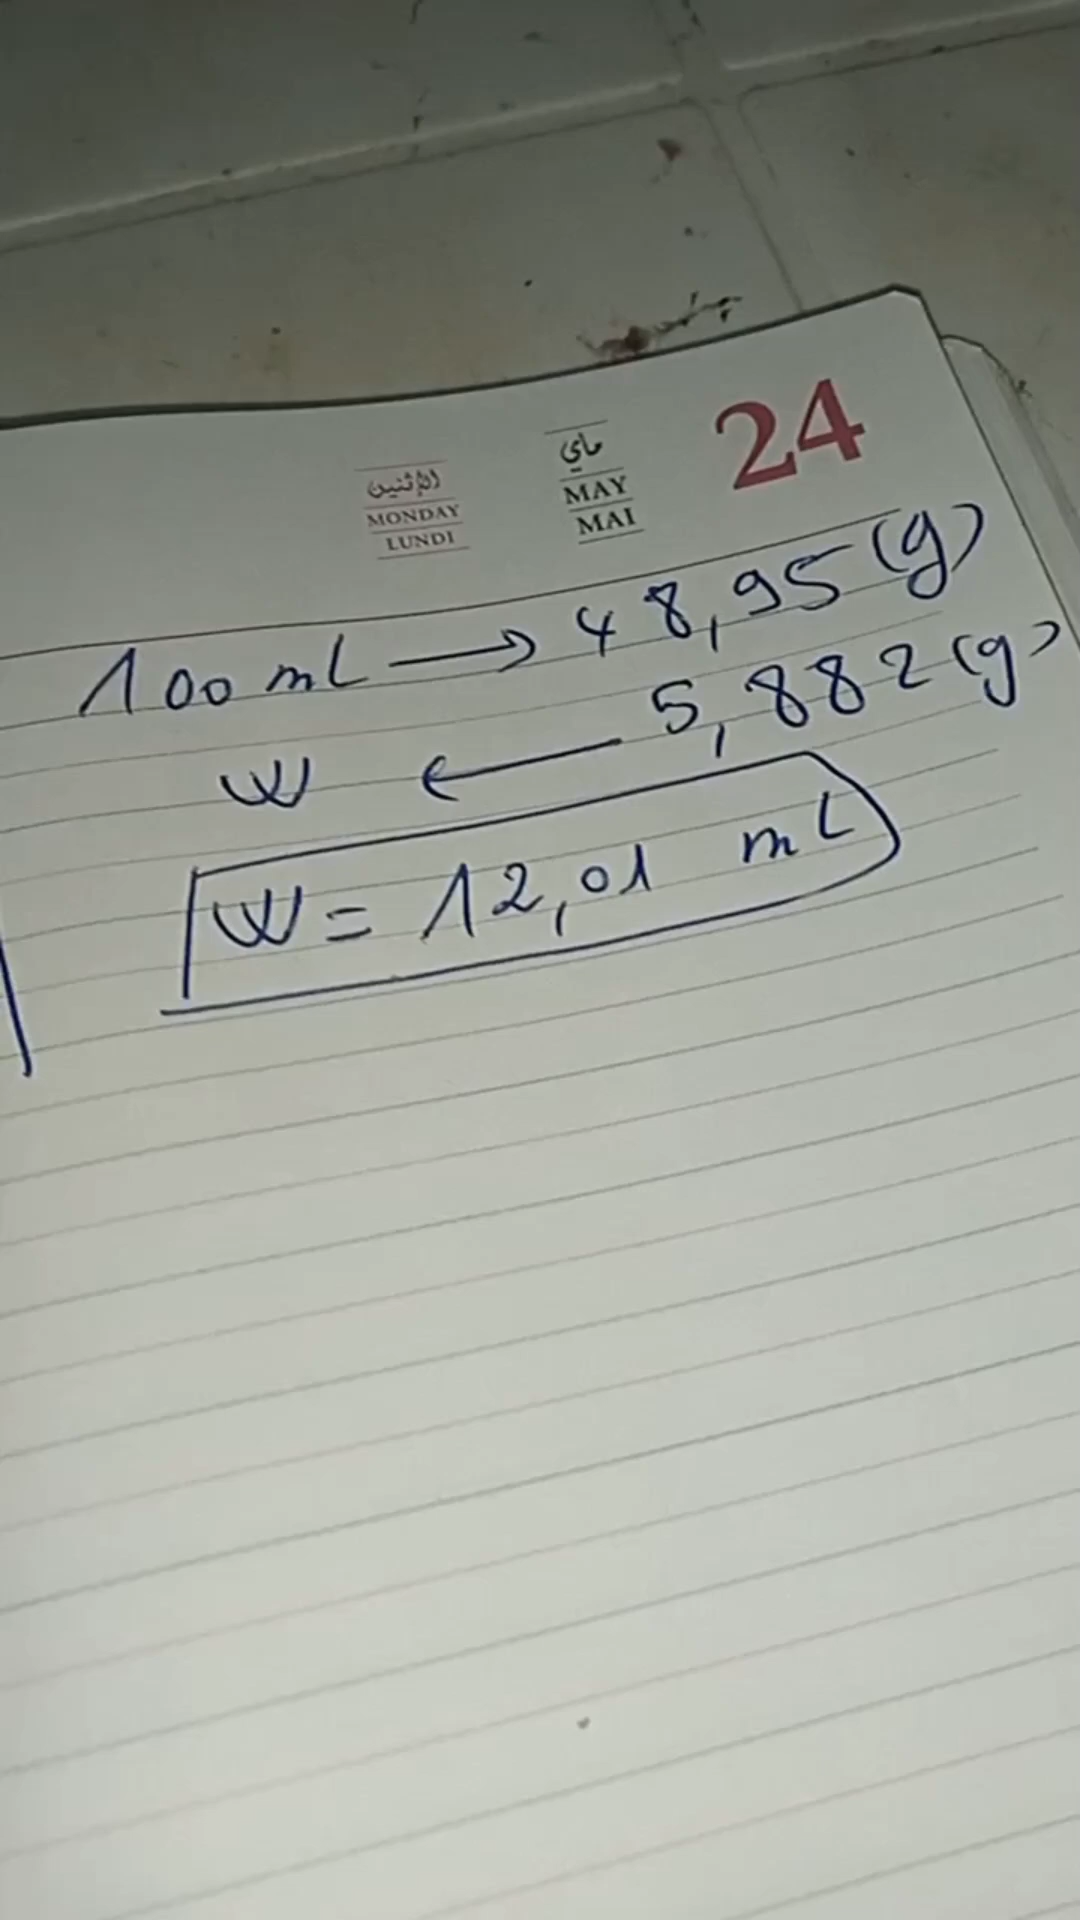 الإثنين
MONDAY
LUNDI
ماي
MAY
MAI
24
100 mL → 48,95 (g)
W ← 5,882 (g)
W = 12,01 mL